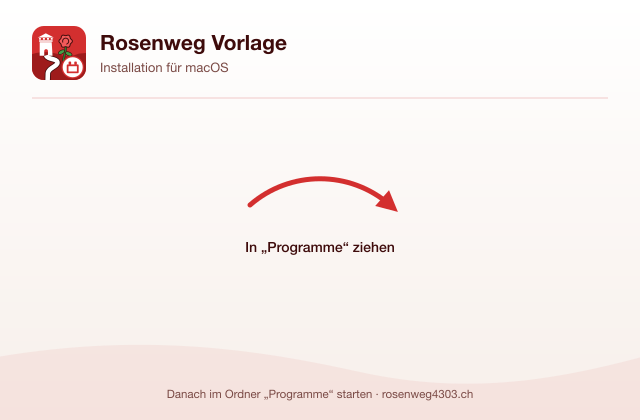 Rosenweg Vorlage
Installation für macOS
In „Programme“ ziehen
Danach im Ordner „Programme“ starten · rosenweg4303.ch